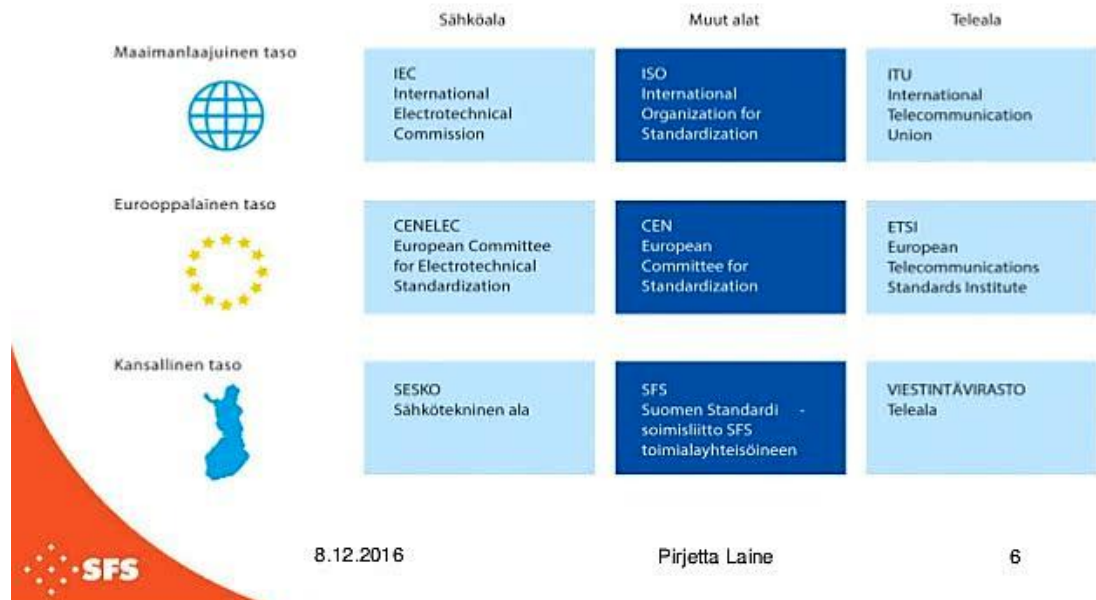 Sähköala
Muut alat
Teleala
Maaimanlaajuinen taso
IEC
International
Electrotechnical
Commission
ISO
International
Organization for
Standardization
ITU
International
Telecommunication
Union
Eurooppalainen taso
CENELEC
European Committee
for Electrotechnical
Standardization
CEN
European
Committee for
Standardization
ETSI
European
Telecommunications
Standards Institute
Kansallinen taso
SESKO
Sähkötekninen ala
SFS
Suomen Standardi -
soimisliitto SFS
toimialayhteisöineen
VIESTINTÄVIRASTO
Teleala
SFS
8.12.2016
Pirjetta Laine
6